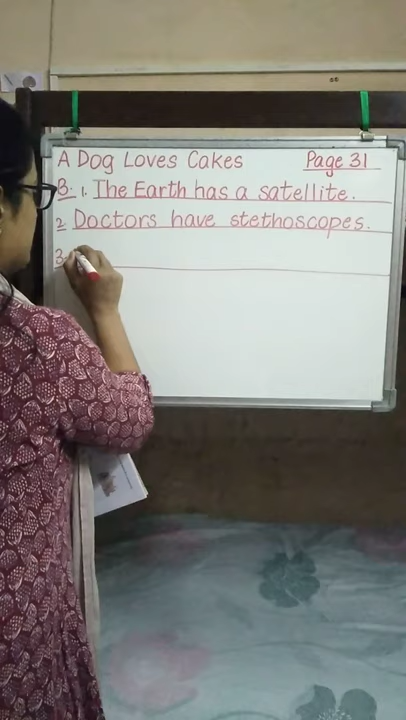 A Dog Loves Cakes Page 31
B. 1. The Earth has a satellite.
2. Doctors have stethoscopes.
3.